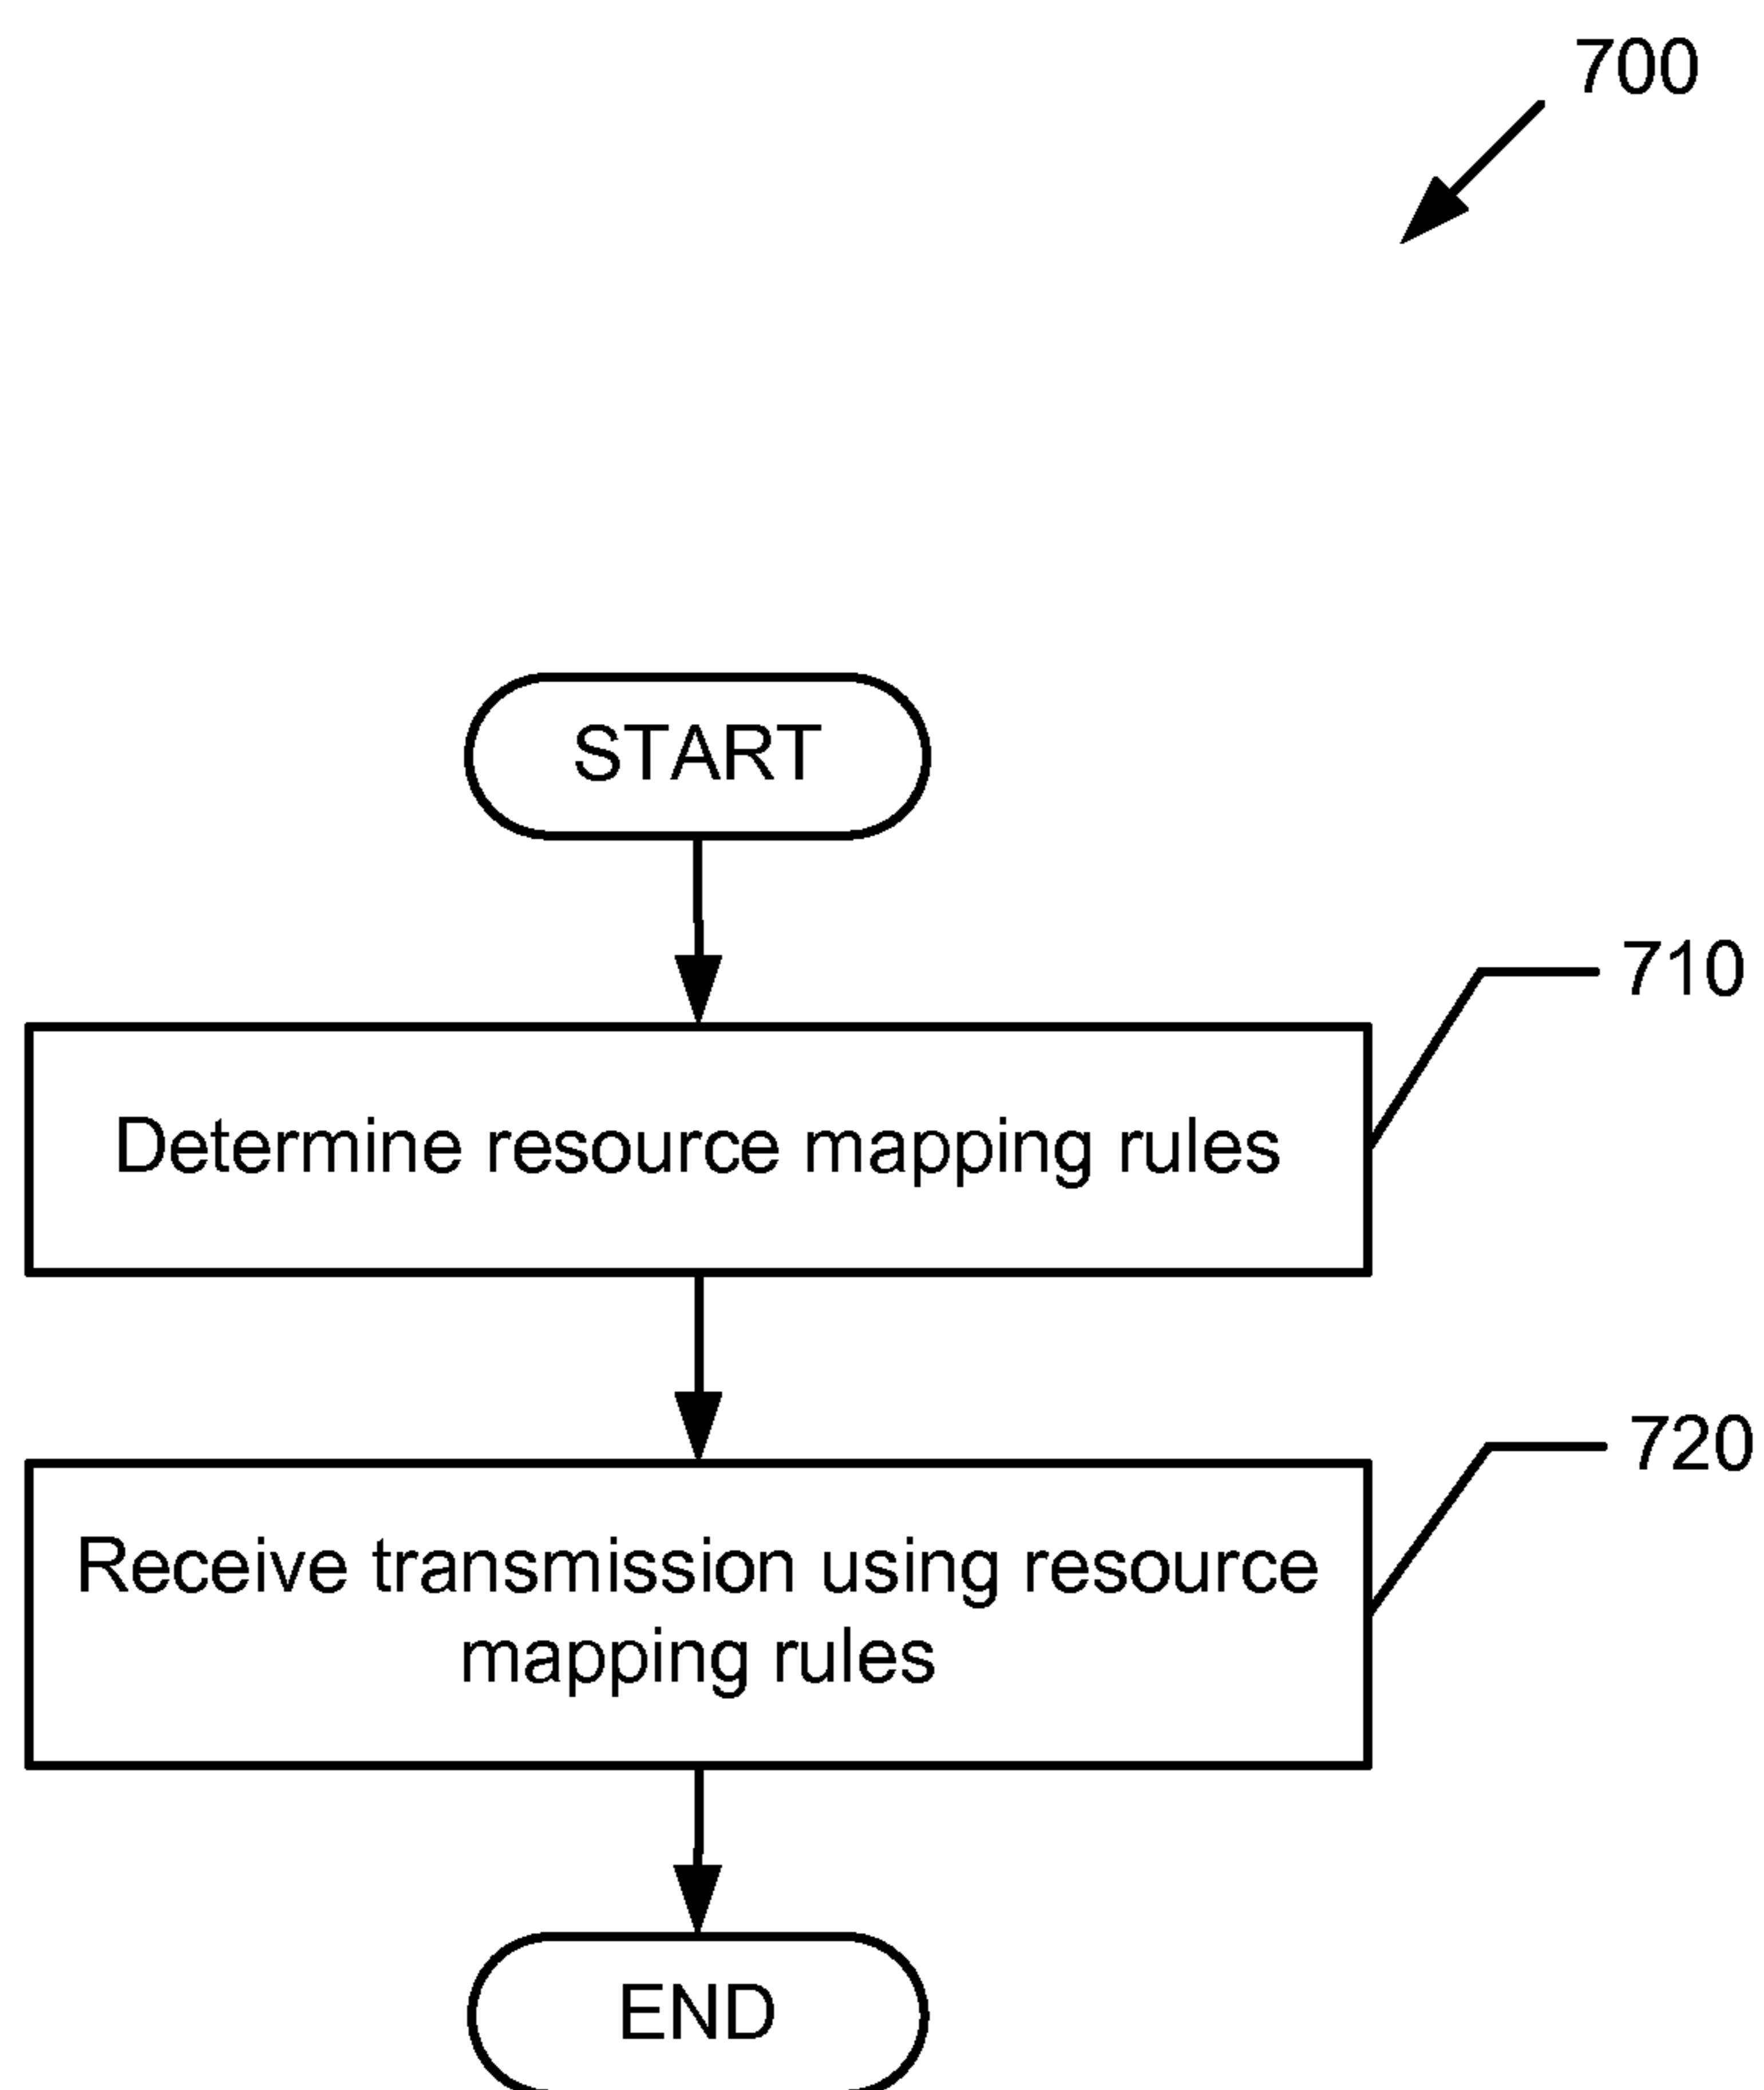 700
START
710
Determine resource mapping rules
720
Receive transmission using resource
mapping rules
END